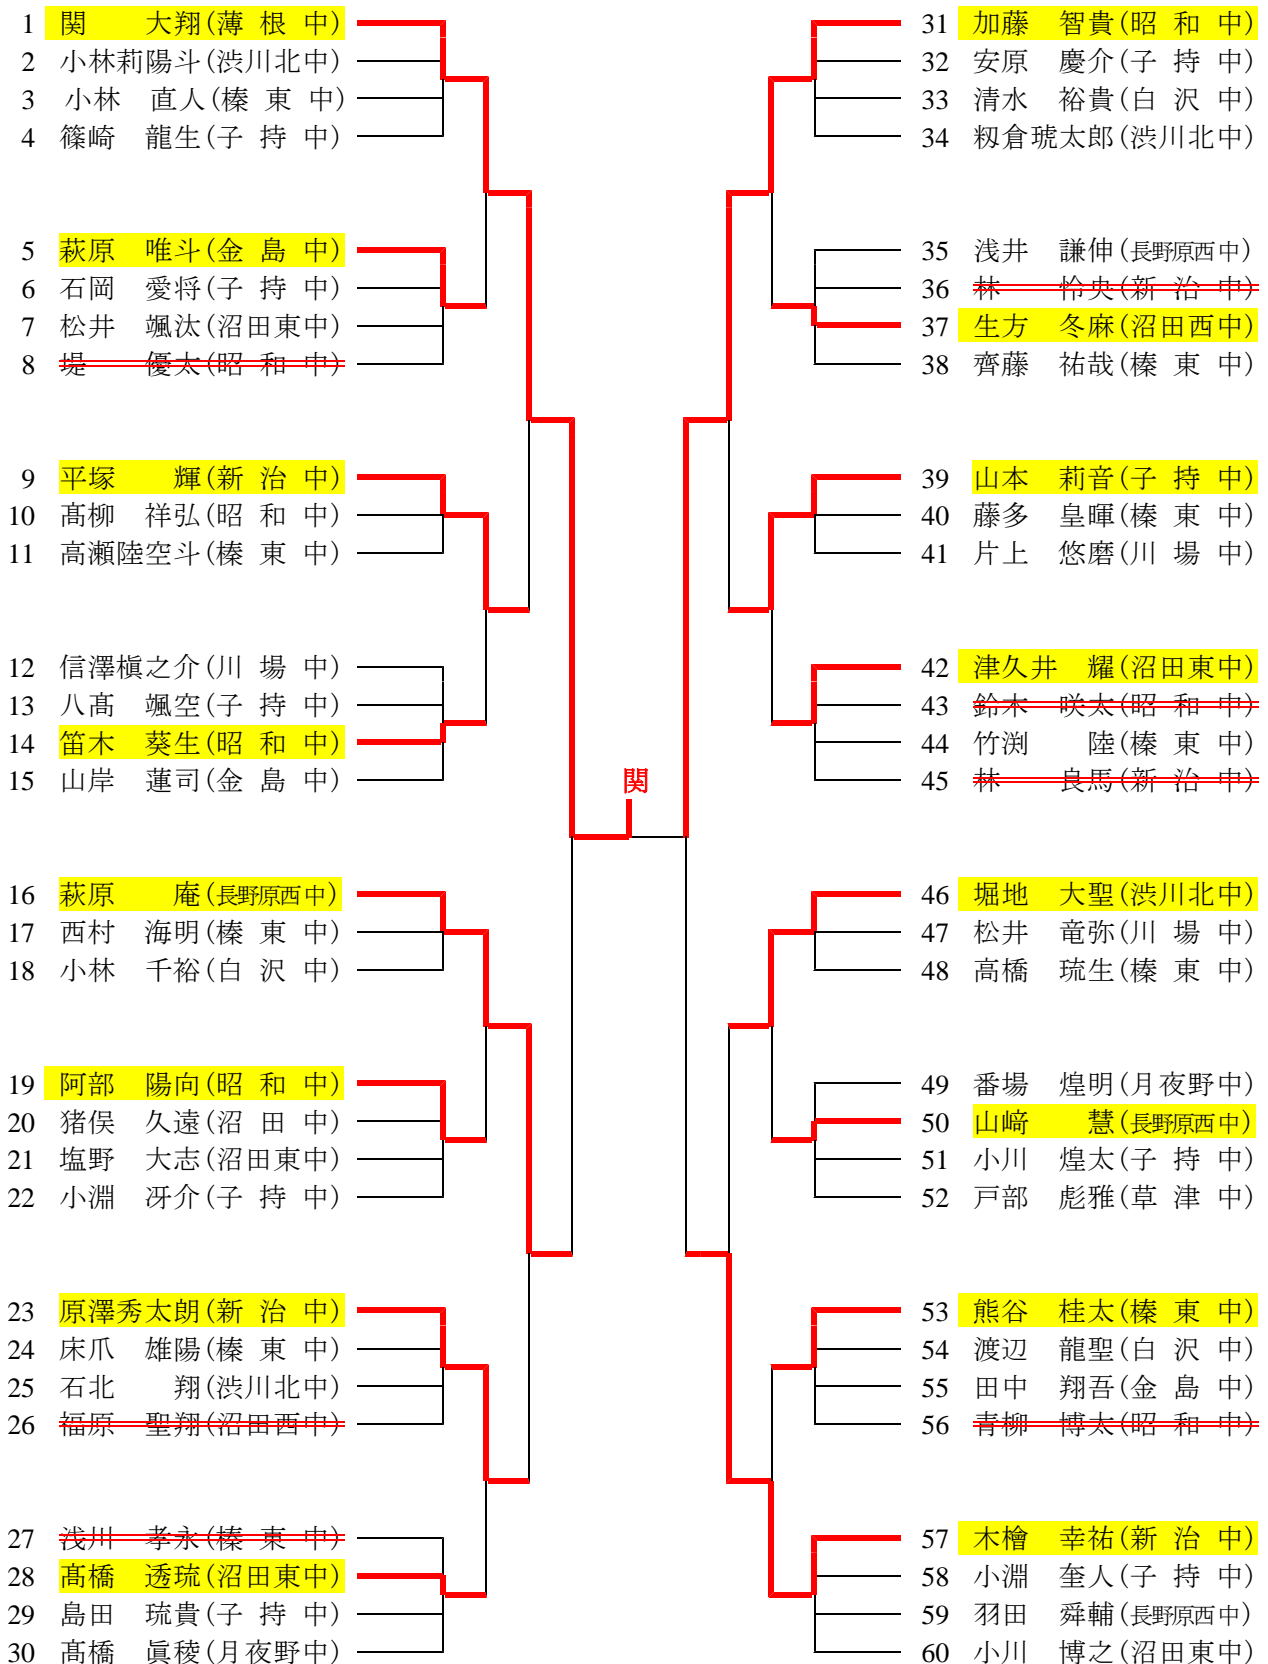 1 関　　大翔(薄根中)
2 小林莉陽斗(渋川北中)
3 小林　直人(榛東中)
4 篠崎　龍生(子持中)
5 萩原　唯斗(金島中)
6 石岡　愛将(子持中)
7 松井　颯汰(沼田東中)
8 堤　　優太(昭和中)
9 平塚　　輝(新治中)
10 髙柳　祥弘(昭和中)
11 高瀬陸空斗(榛東中)
12 信澤槇之介(川場中)
13 八髙　颯空(子持中)
14 笛木　葵生(昭和中)
15 山岸　蓮司(金島中)
16 萩原　　庵(長野原西中)
17 西村　海明(榛東中)
18 小林　千裕(白沢中)
19 阿部　陽向(昭和中)
20 猪俣　久遠(沼田中)
21 塩野　大志(沼田東中)
22 小淵　冴介(子持中)
23 原澤秀太朗(新治中)
24 床爪　雄陽(榛東中)
25 石北　　翔(渋川北中)
26 福原　聖翔(沼田西中)
27 浅川　孝永(榛東中)
28 髙橋　透琉(沼田東中)
29 島田　琉貴(子持中)
30 髙橋　眞稜(月夜野中)
関
31 加藤　智貴(昭和中)
32 安原　慶介(子持中)
33 清水　裕貴(白沢中)
34 籾倉琥太郎(渋川北中)
35 浅井　謙伸(長野原西中)
36 林　　怜央(新治中)
37 生方　冬麻(沼田西中)
38 齊藤　祐哉(榛東中)
39 山本　莉音(子持中)
40 藤多　皇暉(榛東中)
41 片上　悠磨(川場中)
42 津久井　耀(沼田東中)
43 鈴木　咲太(昭和中)
44 竹渕　　陸(榛東中)
45 林　　良馬(新治中)
46 堀地　大聖(渋川北中)
47 松井　竜弥(川場中)
48 高橋　琉生(榛東中)
49 番場　煌明(月夜野中)
50 山﨑　　慧(長野原西中)
51 小川　煌太(子持中)
52 戸部　彪雅(草津中)
53 熊谷　桂太(榛東中)
54 渡辺　龍聖(白沢中)
55 田中　翔吾(金島中)
56 青柳　博太(昭和中)
57 木檜　幸祐(新治中)
58 小淵　奎人(子持中)
59 羽田　舜輔(長野原西中)
60 小川　博之(沼田東中)